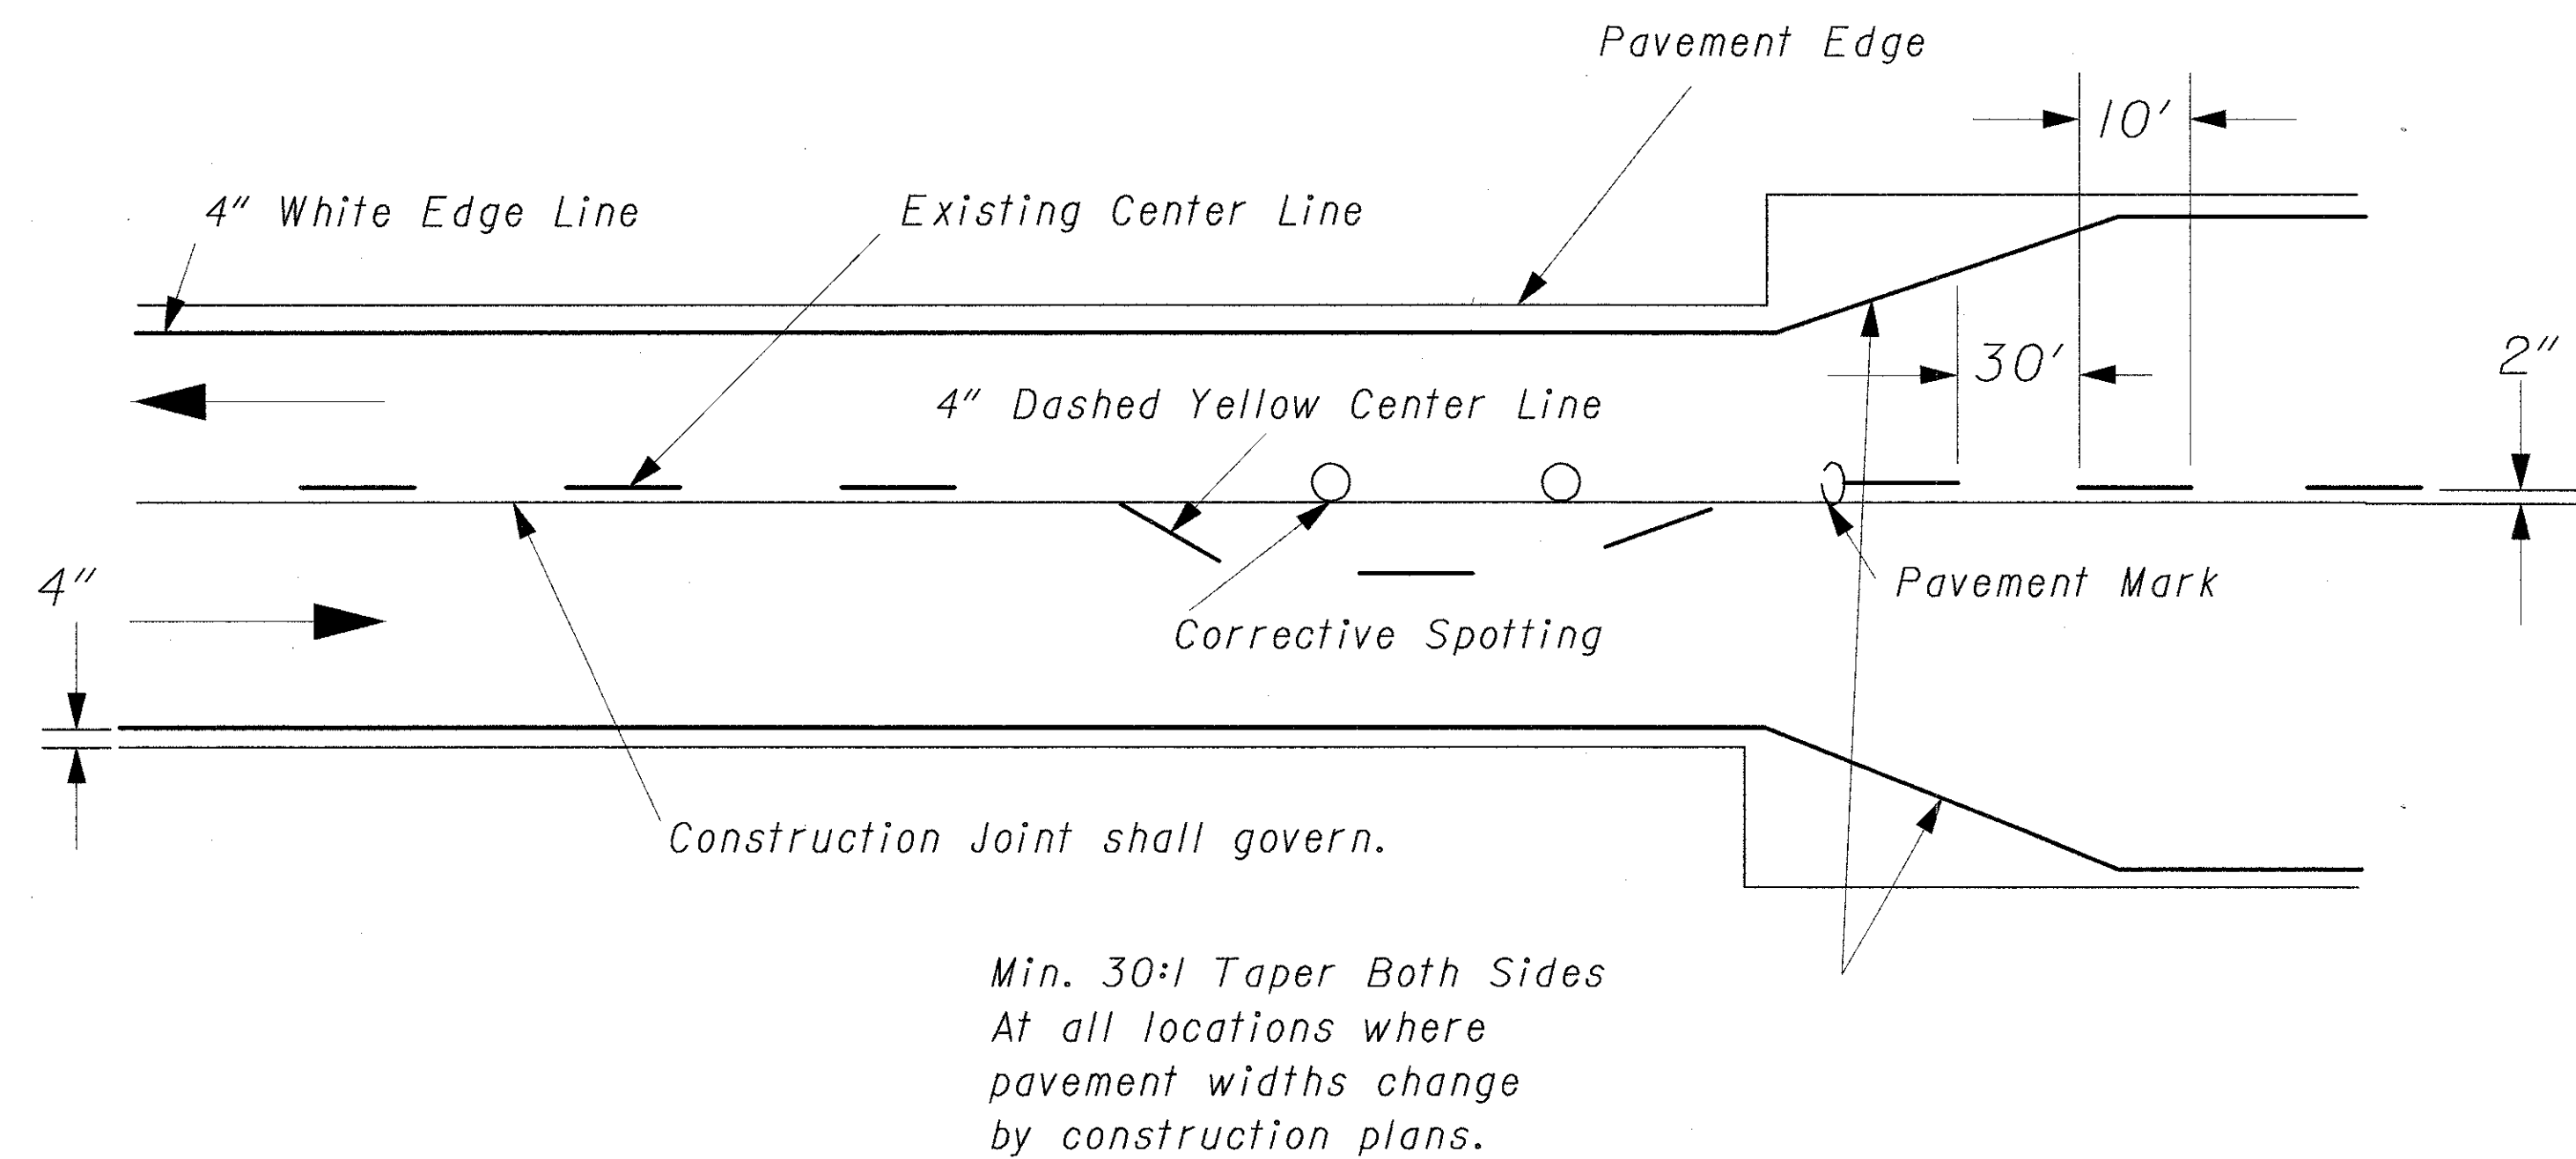 Pavement Edge
10'
4" White Edge Line
Existing Center Line
30'
2"
4" Dashed Yellow Center Line
4"
Pavement Mark
Corrective Spotting
Construction Joint shall govern.
Min. 30:1 Taper Both Sides
At all locations where
pavement widths change
by construction plans.